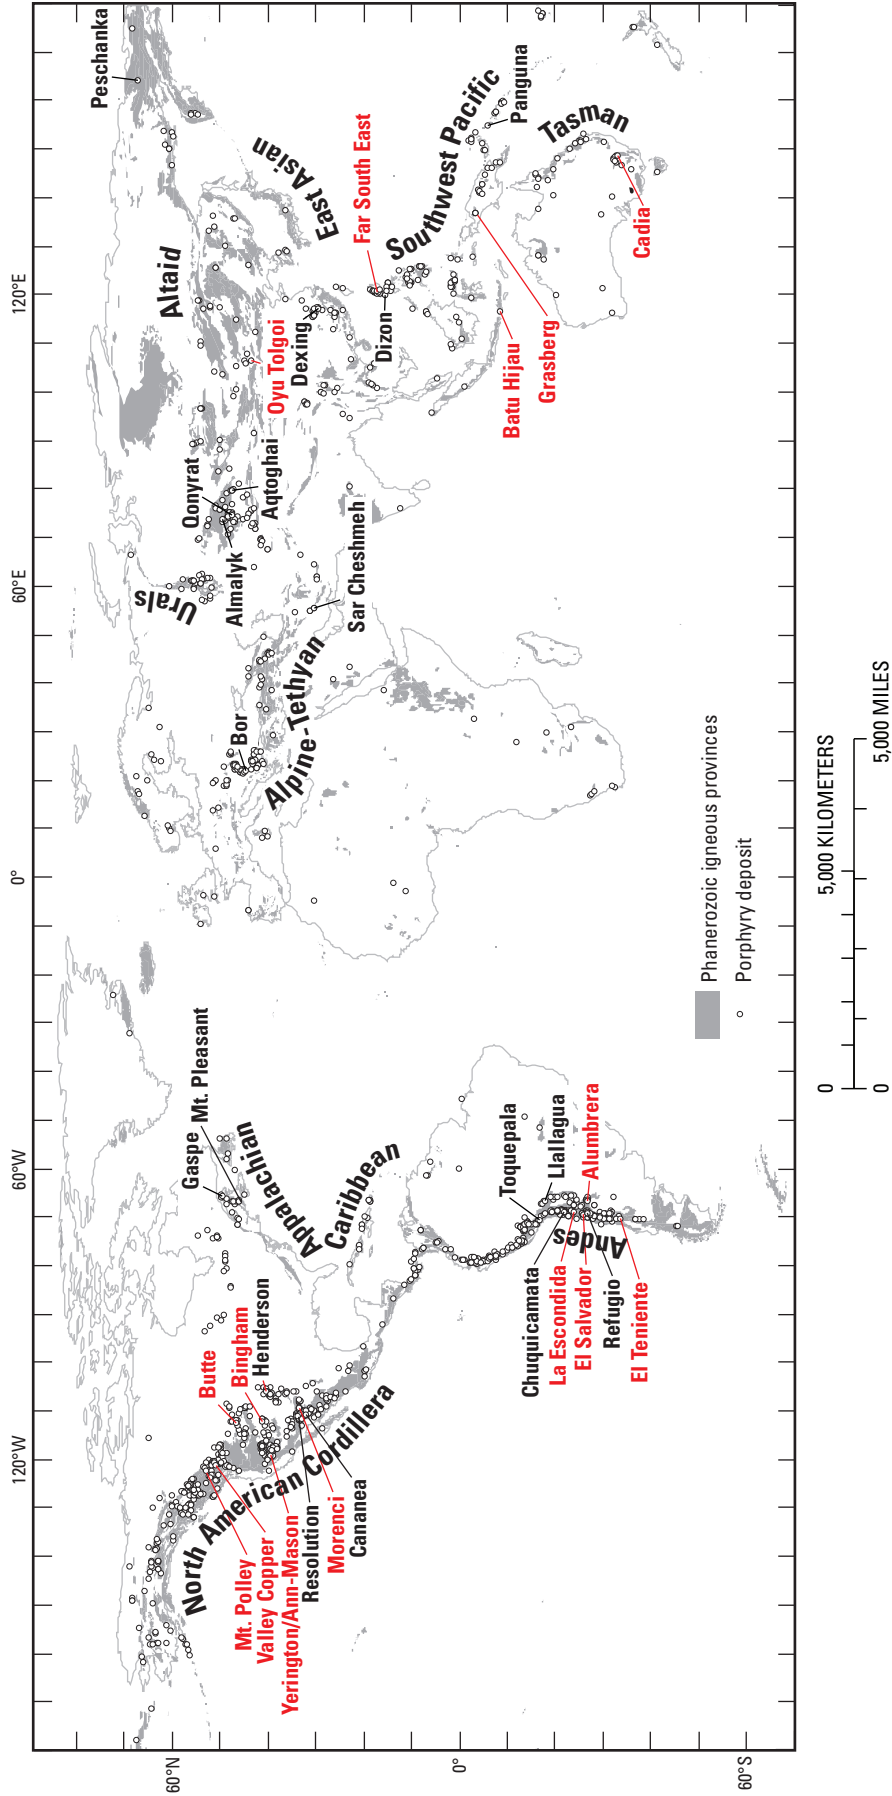 120°W
60°W
0°
60°E
120°E
60°N
0°
60°S
North American Cordillera
Mt. Polley
Valley Copper
Yerington/Ann-Mason
Resolution
Morenci
Cananea
Butte
Bingham
Henderson
Gaspe
Mt. Pleasant
Appalachian
Caribbean
Toquepala
Llallagua
Alumbrera
Andes
Chuquicamata
La Escondida
El Salvador
Refugio
El Teniente
Urals
Bor
Alpine-Tethyan
Sar Cheshmeh
Qonyrat
Almalyk
Aqtoghai
Altaid
Oyu Tolgoi
Dexing
East Asian
Far South East
Dizon
Peschanka
Southwest Pacific
Panguna
Batu Hijau
Grasberg
Tasman
Cadia
Phanerozoic igneous provinces
Porphyry deposit
0
5,000 KILOMETERS
0
5,000 MILES